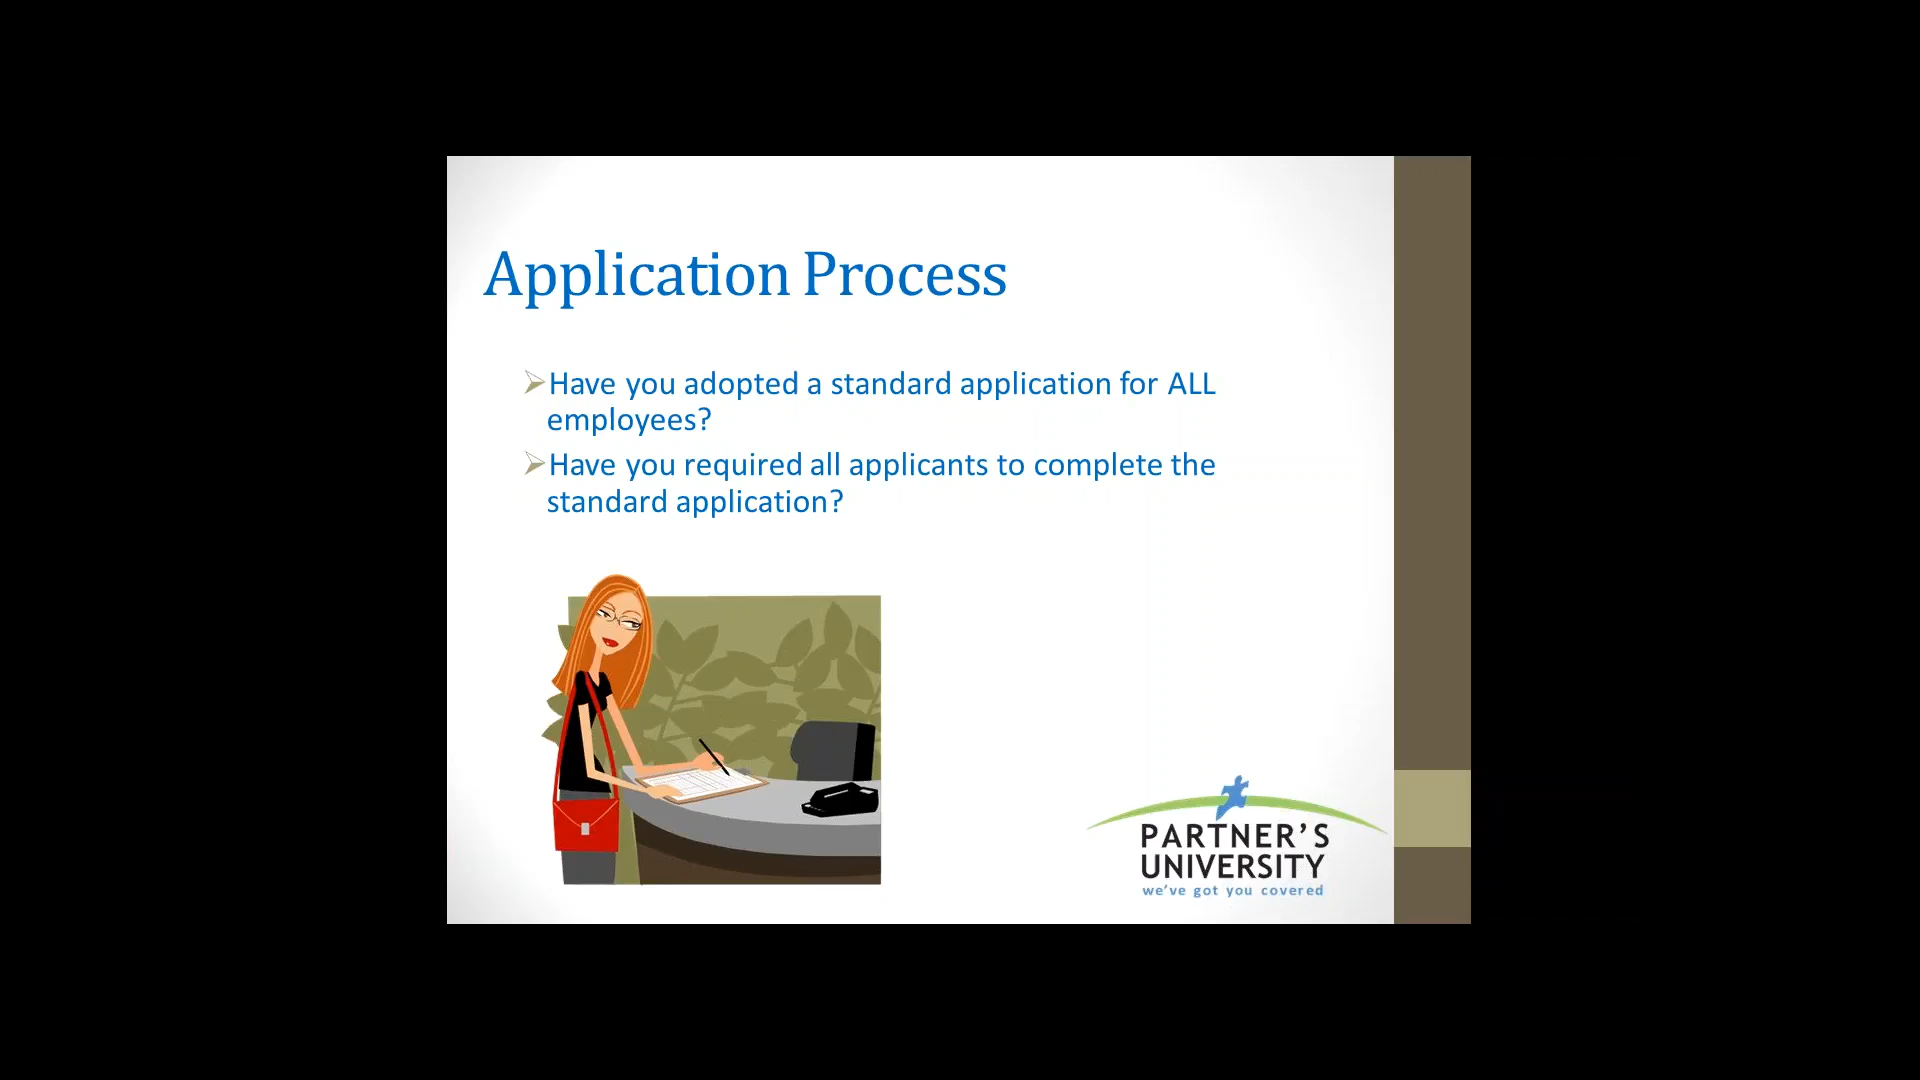 Application Process
Have you adopted a standard application for ALL
employees?
Have you required all applicants to complete the
standard application?
PARTNER’S
UNIVERSITY
we’ve got you covered